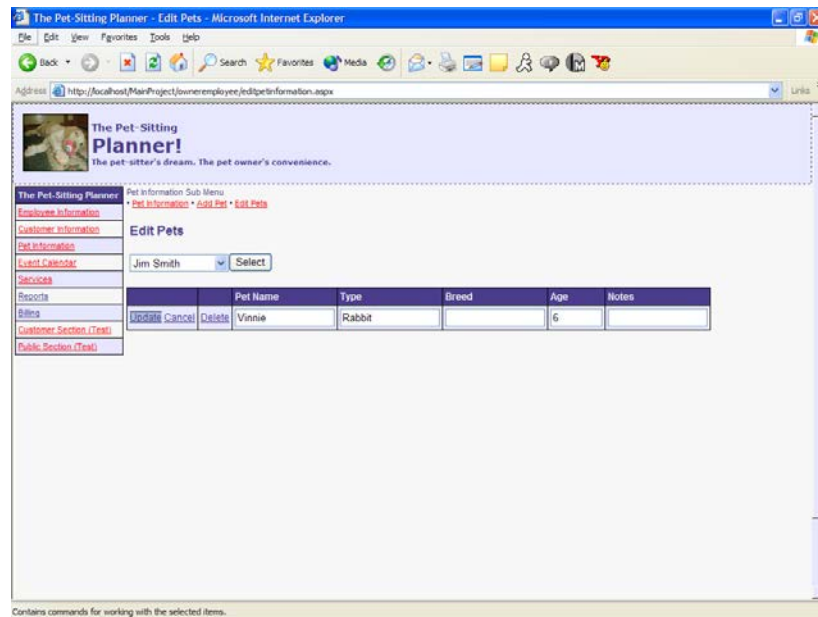 The Pet-Sitting Planner - Edit Pets - Microsoft Internet Explorer
File Edit View Favorites Tools Help
Back Search Favorites Media
Address http://localhost/MainProject/owneremployee/editpetinformation.aspx Links
The Pet-Sitting
Planner!
The pet-sitter's dream. The pet owner's convenience.
The Pet-Sitting Planner
Employee Information
Customer Information
Pet Information
Event Calendar
Services
Reports
Billing
Customer Section (Test)
Public Section (Test)
Pet Information Sub Menu
• Pet Information • Add Pet • Edit Pets
Edit Pets
Jim Smith Select
Pet Name Type Breed Age Notes
Update Cancel Delete Vinnie Rabbit 6
Contains commands for working with the selected items.